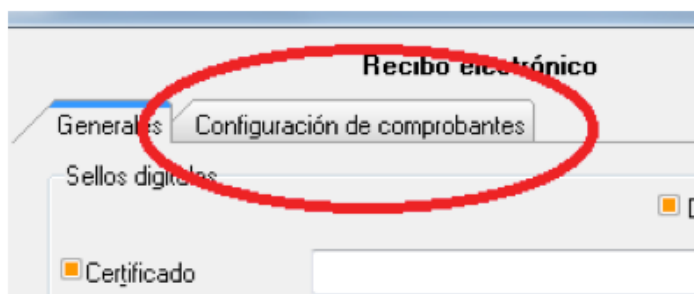 Recibo electrónico
Generales Configuración de comprobantes
Sellos digitales
Certificado